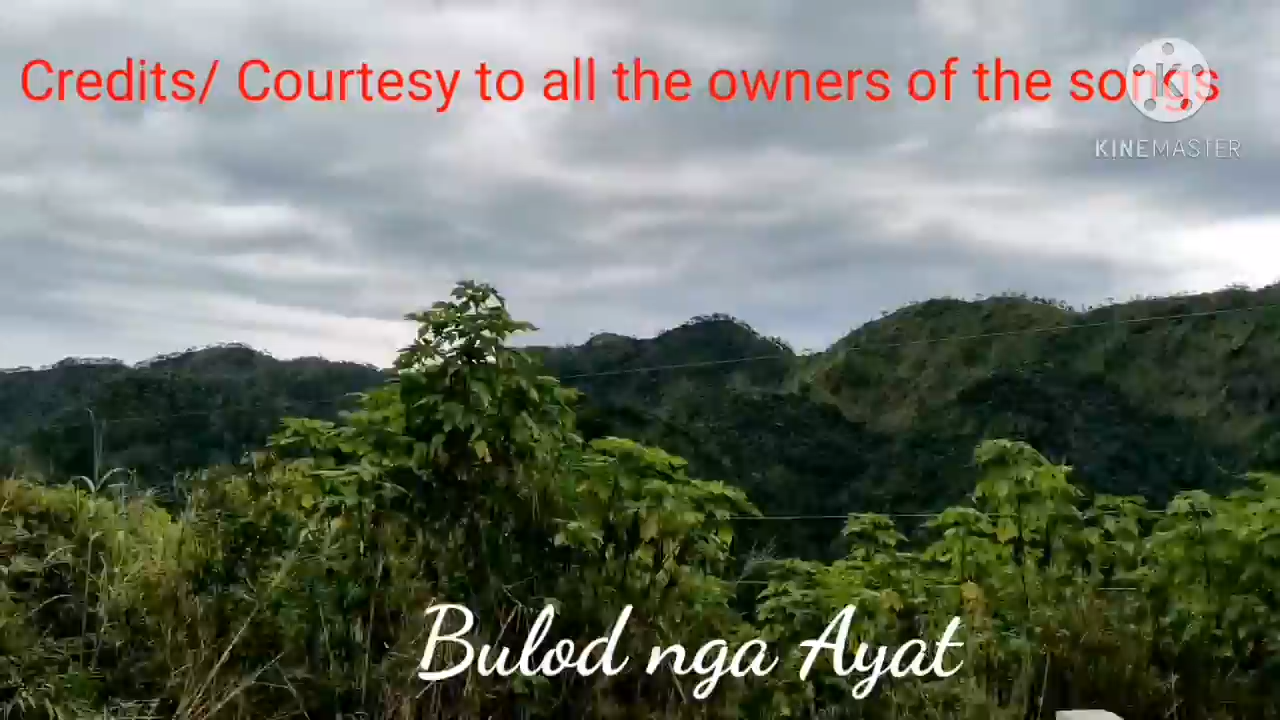 Credits/ Courtesy to all the owners of the songs
KINEMASTER
Bulod nga Ayat